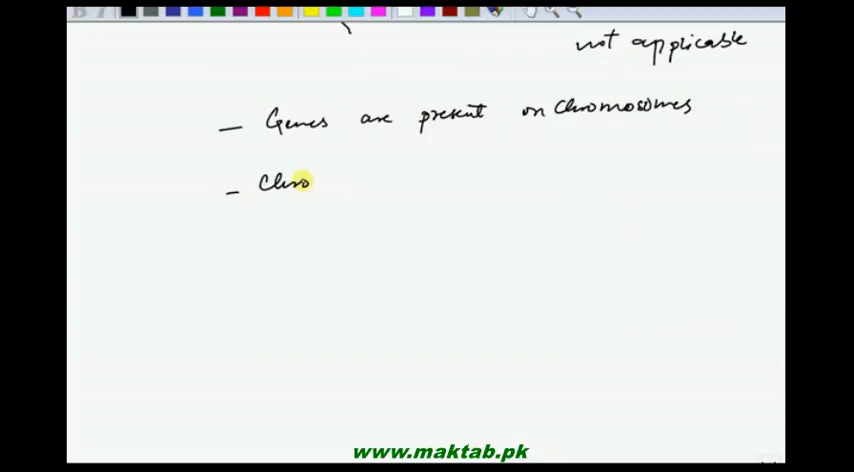 not applicable
– Genes are present on Chromosomes
– Chro
www.maktab.pk